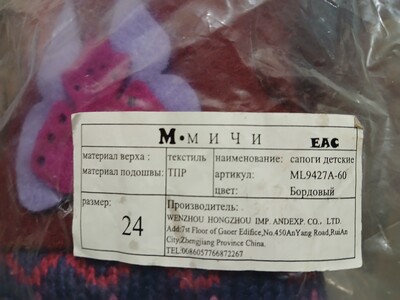 М•МИЧИ EAC
материал верха : текстиль наименование: сапоги детские
материал подошвы: ТПР артикул: ML9427A-60
цвет: Бордовый
размер: 24
Производитель:
WENZHOU HONGZHOU IMP. ANDEXP. CO., LTD.
Add:7st Floor of Gaoer Edifice,No.450AnYang Road,RuiAn
City,Zhengjiang Province China.
TEL:0086057766872267